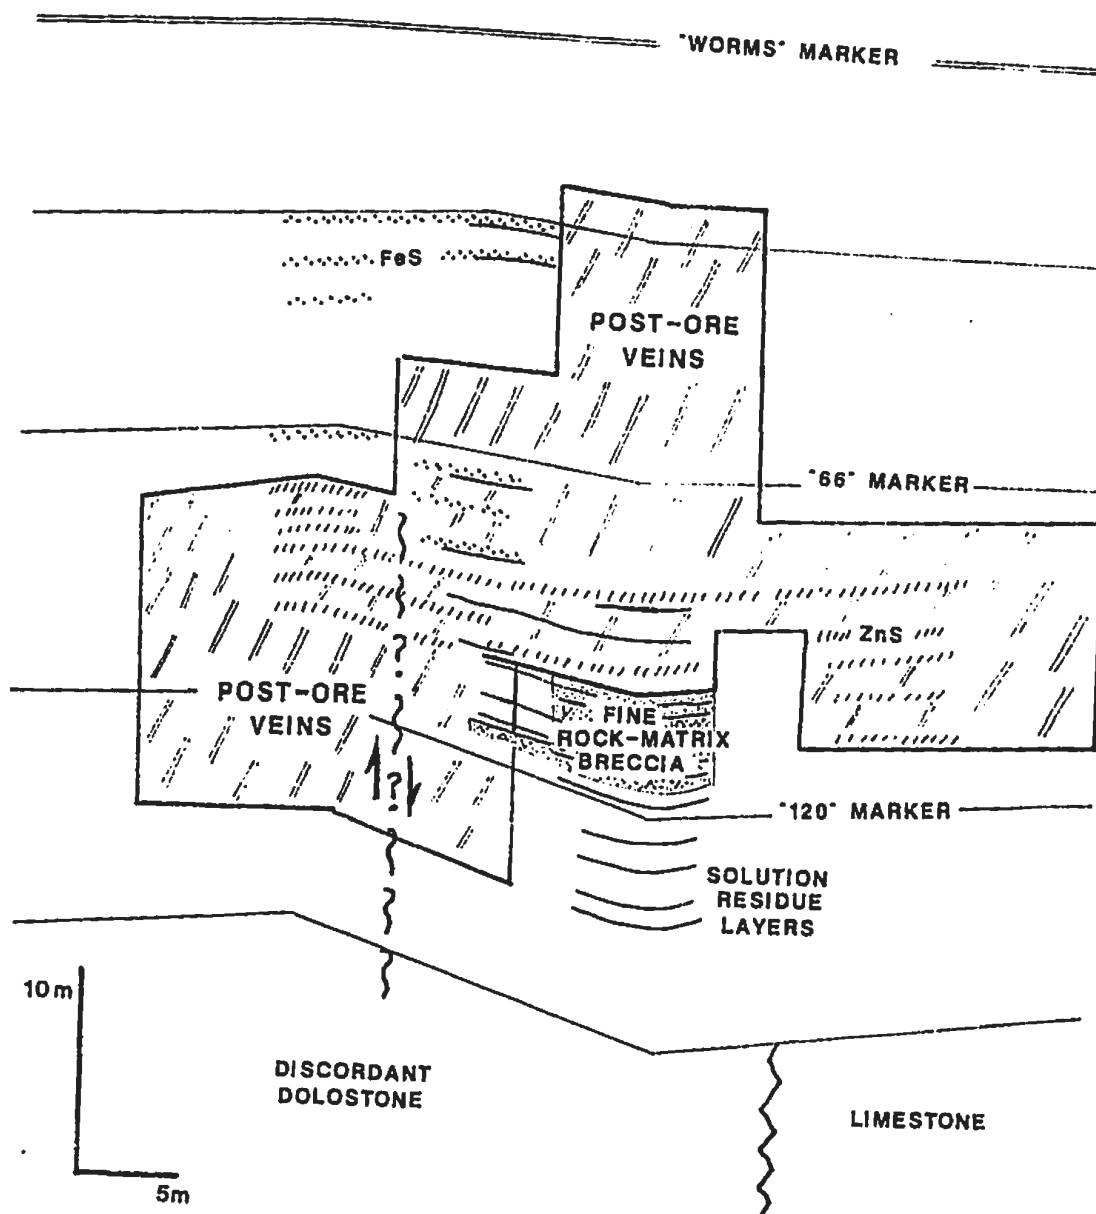 "WORMS" MARKER
FeS
POST-ORE
VEINS
"66" MARKER
ZnS
POST-ORE
VEINS
FINE
ROCK-MATRIX
BRECCIA
?
?
"120" MARKER
SOLUTION
RESIDUE
LAYERS
?
10m
DISCORDANT
DOLOSTONE
LIMESTONE
5m